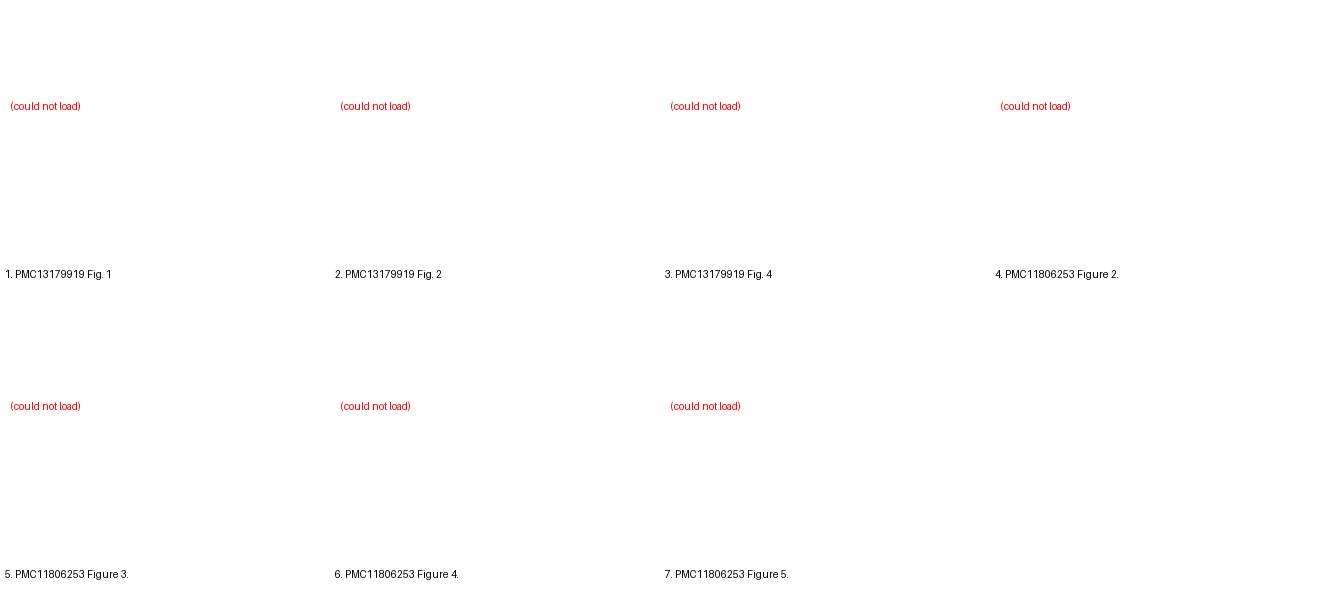 (could not load) (could not load) (could not load) (could not load)
1. PMC13179919 Fig. 1 2. PMC13179919 Fig. 2 3. PMC13179919 Fig. 4 4. PMC11806253 Figure 2.
(could not load) (could not load) (could not load)
5. PMC11806253 Figure 3. 6. PMC11806253 Figure 4. 7. PMC11806253 Figure 5.